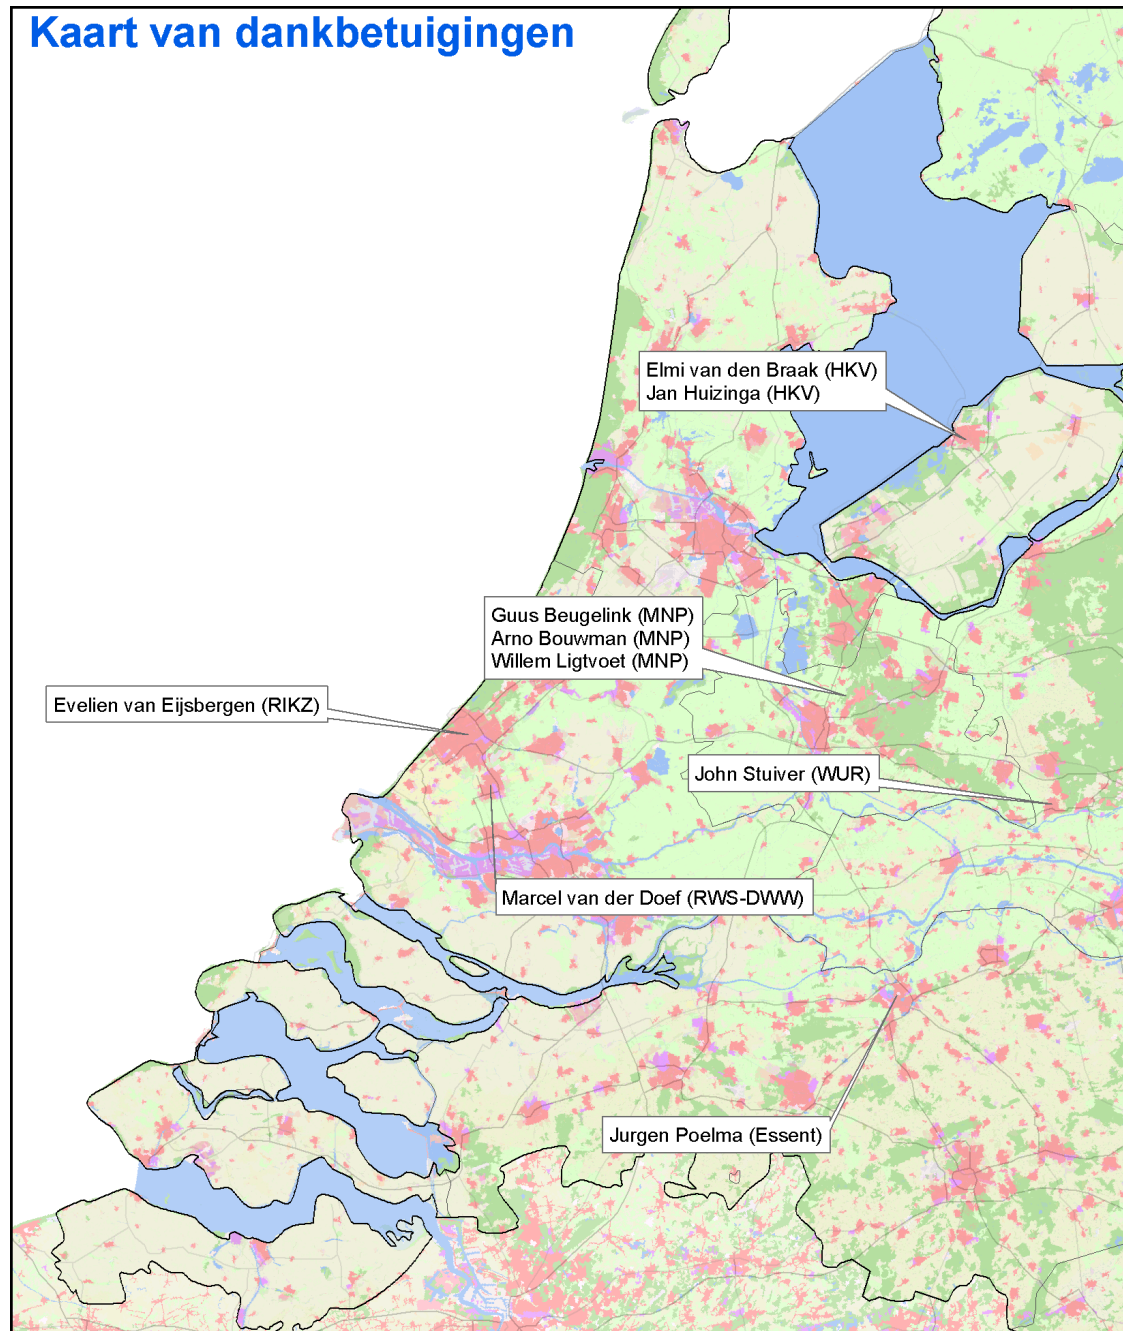 Kaart van dankbetuigingen
Elmi van den Braak (HKV)
Jan Huizinga (HKV)
Guus Beugelink (MNP)
Arno Bouwman (MNP)
Willem Ligtvoet (MNP)
Evelien van Eijsbergen (RIKZ)
John Stuiver (WUR)
Marcel van der Doef (RWS-DWW)
Jurgen Poelma (Essent)